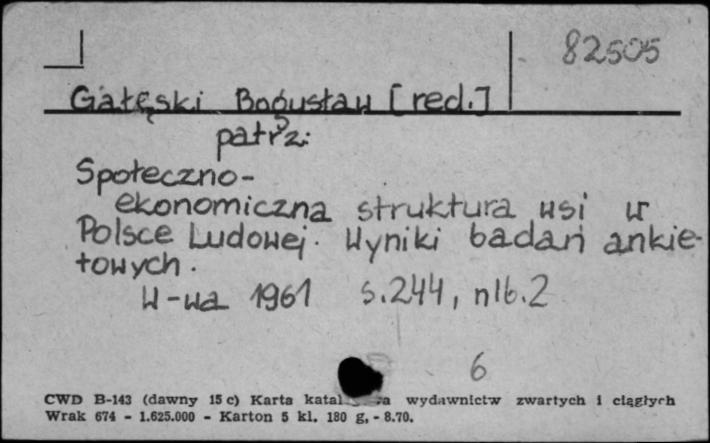 82505
Gałęski Bogusław [red.]
patrz:
Społeczno-
ekonomiczna struktura wsi w
Polsce Ludowej. Wyniki badań ankie-
towych.
W-wa 1961 s.244, nlb.2
6
CWD B-143 (dawny 15 c) Karta wydawnictw zwartych i ciągłych
Wrak 674 - 1.625.000 - Karton 5 kl. 180 g. - 8.70.